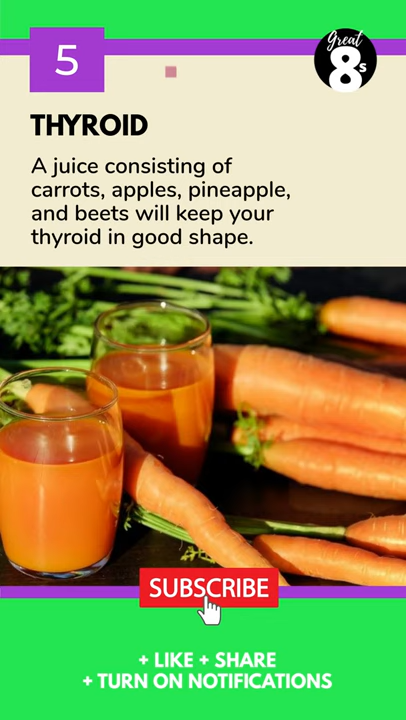 5
Great
8s
THYROID
A juice consisting of
carrots, apples, pineapple,
and beets will keep your
thyroid in good shape.
SUBSCRIBE
+ LIKE + SHARE
+ TURN ON NOTIFICATIONS